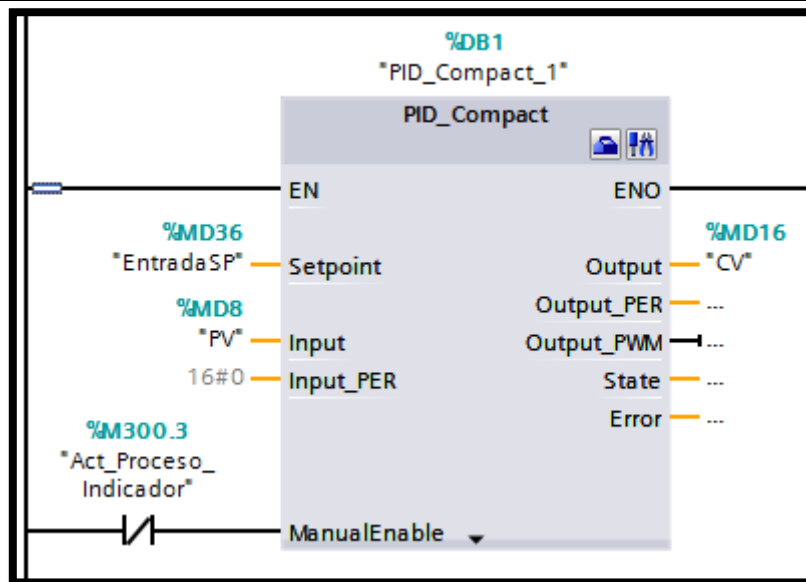 %DB1
"PID_Compact_1"
PID_Compact
EN
ENO
%MD36
"EntradaSP"
Setpoint
%MD16
Output
"CV"
Output_PER
...
%MD8
"PV"
Input
Output_PWM
...
16#0
Input_PER
State
...
Error
...
%M300.3
"Act_Proceso_
Indicador"
ManualEnable